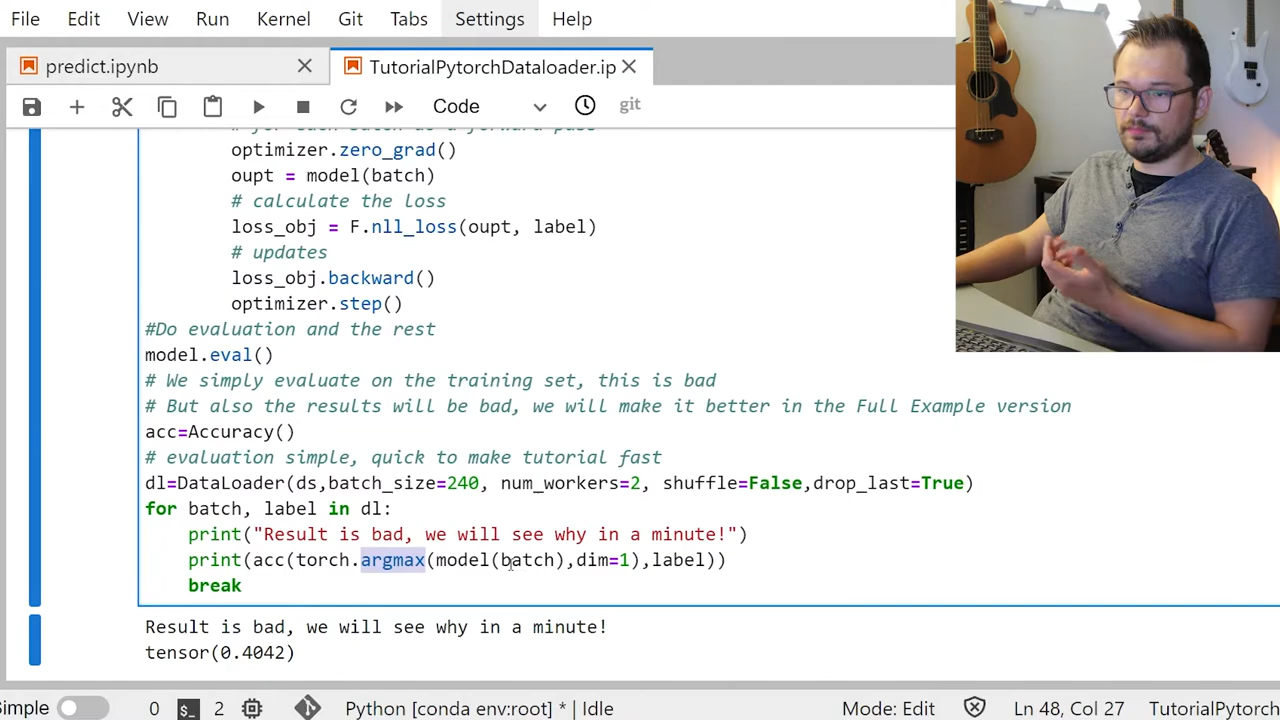 File Edit View Run Kernel Git Tabs Settings Help
predict.ipynb TutorialPytorchDataloader.ip
Code git
# for each batch do a forward pass
optimizer.zero_grad()
oupt = model(batch)
# calculate the loss
loss_obj = F.nll_loss(oupt, label)
# updates
loss_obj.backward()
optimizer.step()
#Do evaluation and the rest
model.eval()
# We simply evaluate on the training set, this is bad
# But also the results will be bad, we will make it better in the Full Example version
acc=Accuracy()
# evaluation simple, quick to make tutorial fast
dl=DataLoader(ds,batch_size=240, num_workers=2, shuffle=False,drop_last=True)
for batch, label in dl:
print("Result is bad, we will see why in a minute!")
print(acc(torch.argmax(model(batch),dim=1),label))
break
Result is bad, we will see why in a minute!
tensor(0.4042)
Simple 0 $_ 2 Python [conda env:root] * | Idle Mode: Edit Ln 48, Col 27 TutorialPytorch